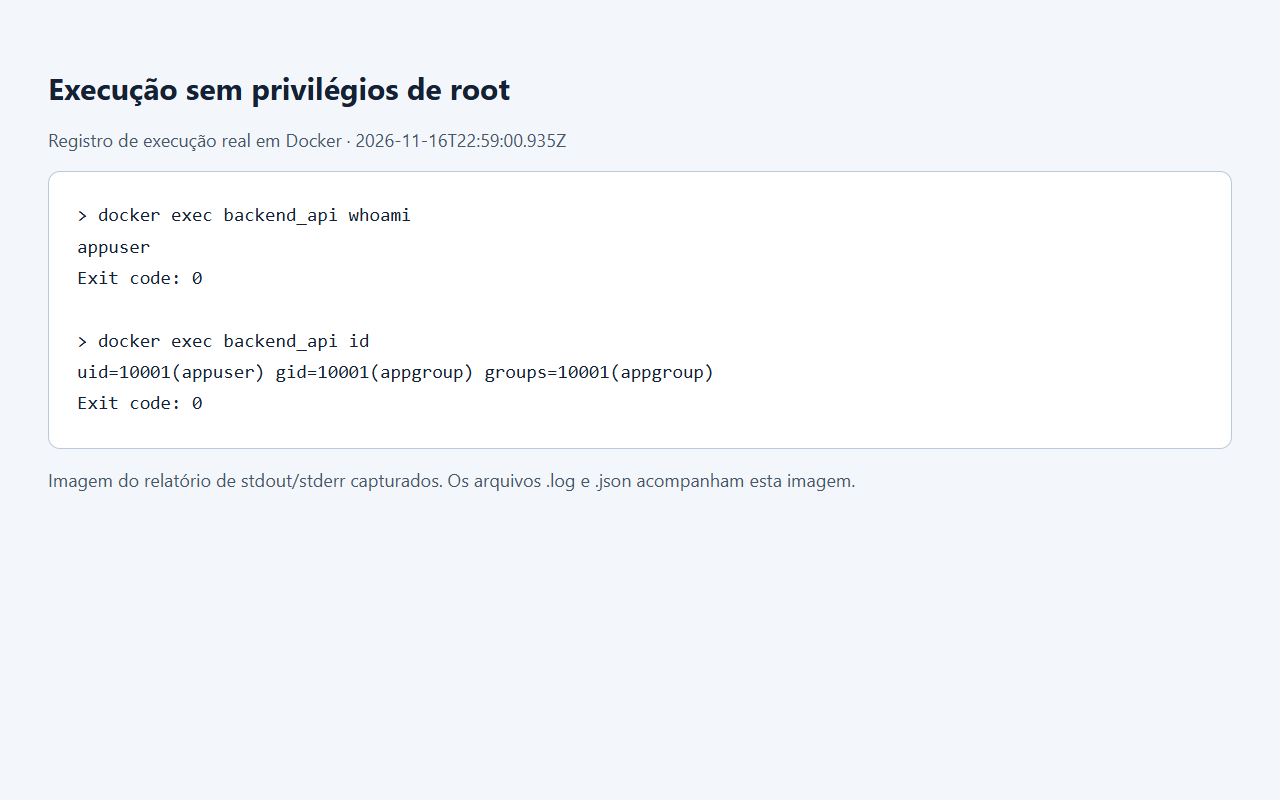 Execução sem privilégios de root
Registro de execução real em Docker · 2026-11-16T22:59:00.935Z
> docker exec backend_api whoami
appuser
Exit code: 0
> docker exec backend_api id
uid=10001(appuser) gid=10001(appgroup) groups=10001(appgroup)
Exit code: 0
Imagem do relatório de stdout/stderr capturados. Os arquivos .log e .json acompanham esta imagem.